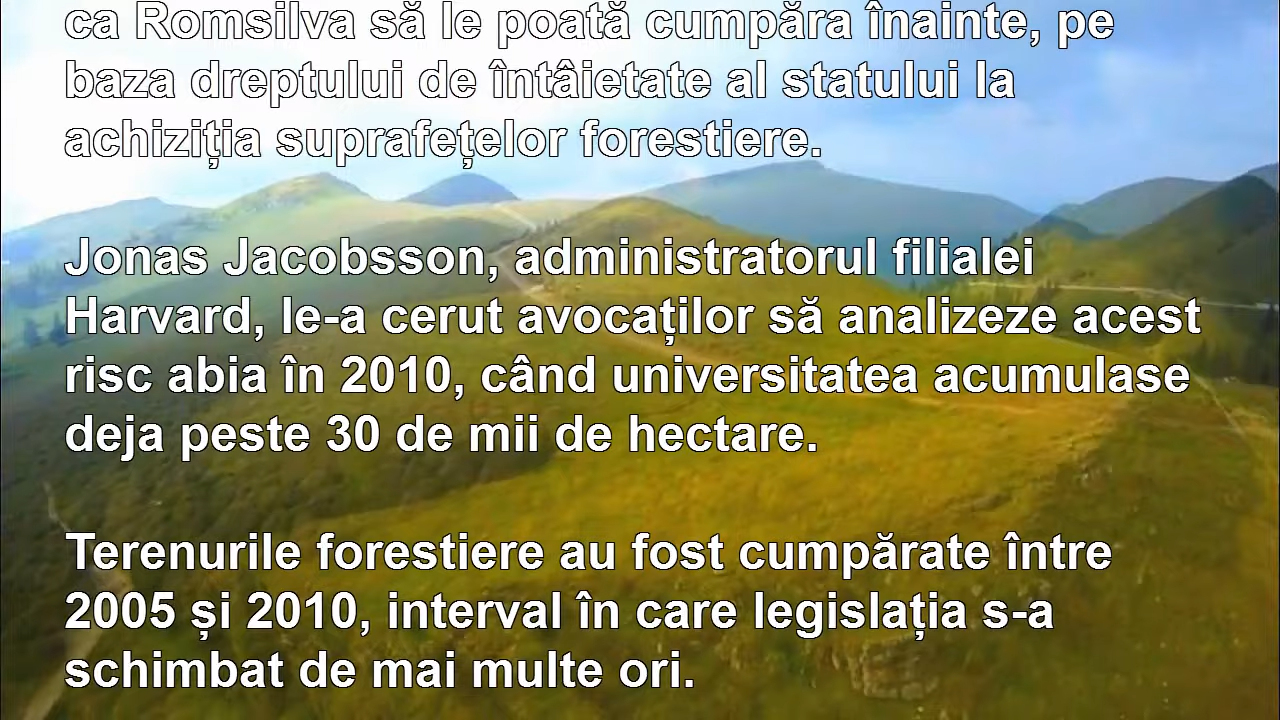 ca Romsilva să le poată cumpăra înainte, pe
baza dreptului de întâietate al statului la
achiziția suprafețelor forestiere.
Jonas Jacobsson, administratorul filialei
Harvard, le-a cerut avocaților să analizeze acest
risc abia în 2010, când universitatea acumulase
deja peste 30 de mii de hectare.
Terenurile forestiere au fost cumpărate între
2005 și 2010, interval în care legislația s-a
schimbat de mai multe ori.